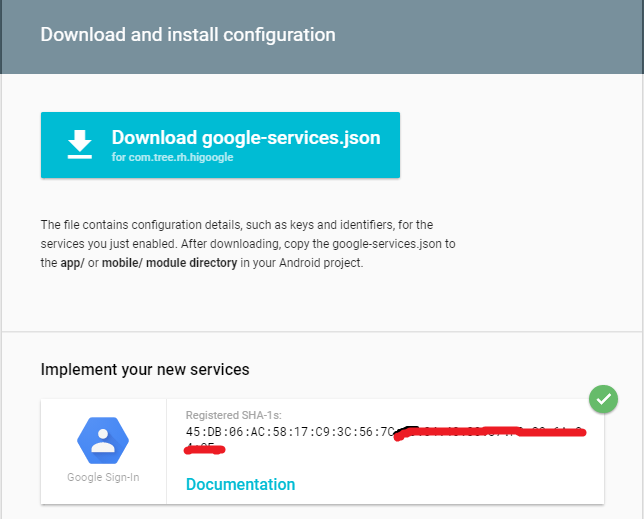 Download and install configuration
Download google-services.json
for com.tree.rh.higoogle
The file contains configuration details, such as keys and identifiers, for the
services you just enabled. After downloading, copy the google-services.json to
the app/ or mobile/ module directory in your Android project.
Implement your new services
Registered SHA-1s:
45:DB:06:AC:58:17:C9:3C:56:7C
Google Sign-In
Documentation